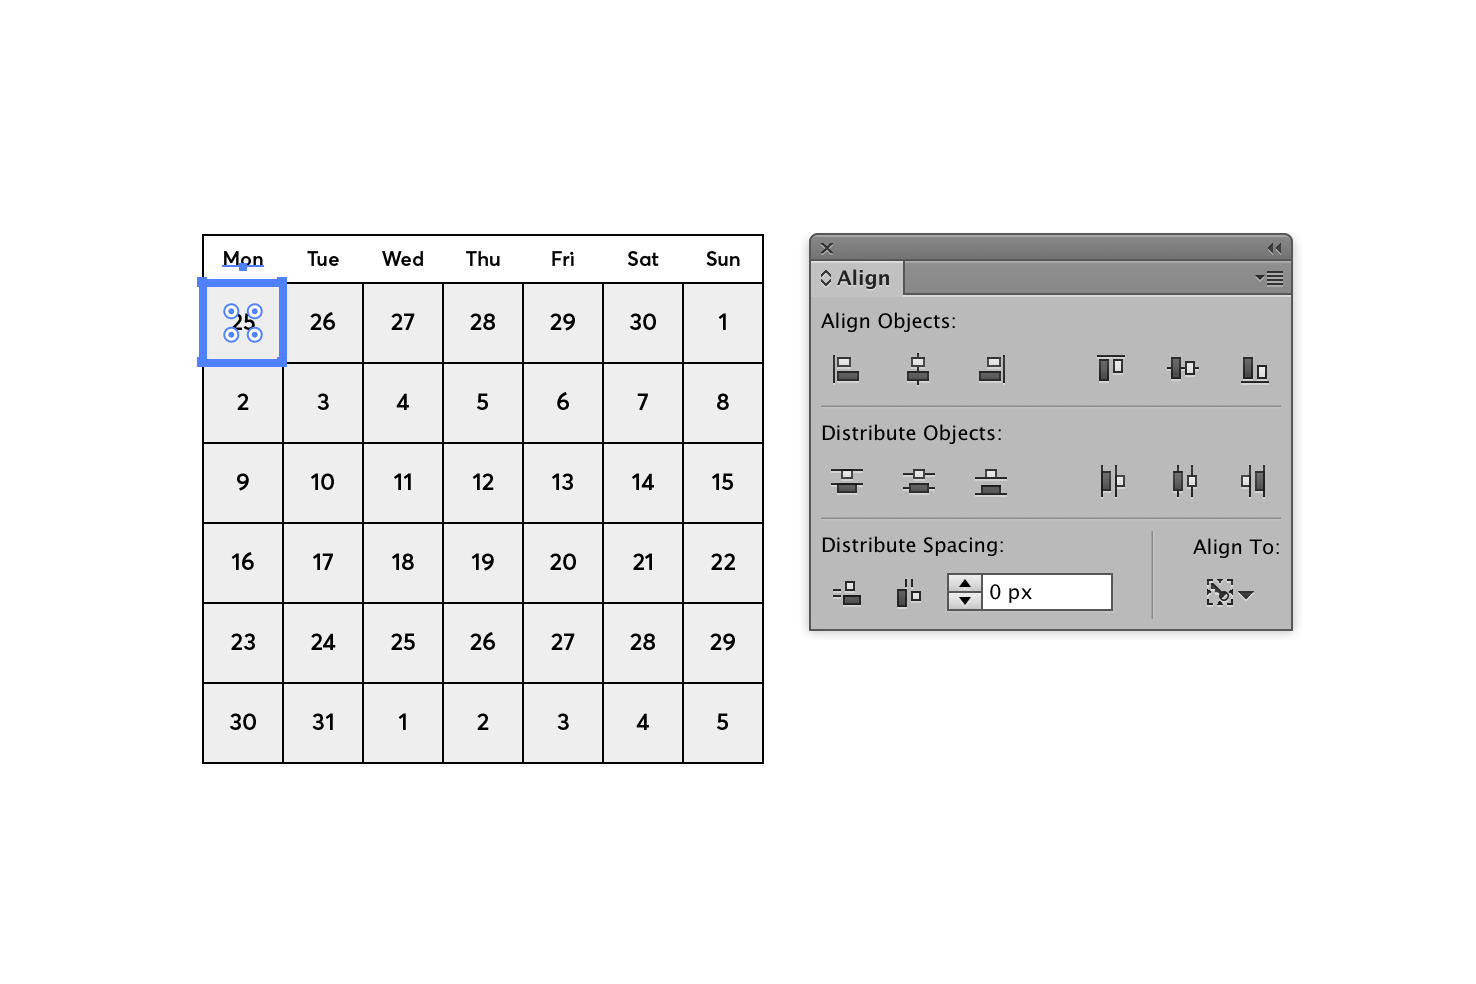 Mon Tue Wed Thu Fri Sat Sun
25 26 27 28 29 30 1
2 3 4 5 6 7 8
9 10 11 12 13 14 15
16 17 18 19 20 21 22
23 24 25 26 27 28 29
30 31 1 2 3 4 5
Align
Align Objects:
Distribute Objects:
Distribute Spacing:
Align To:
0 px